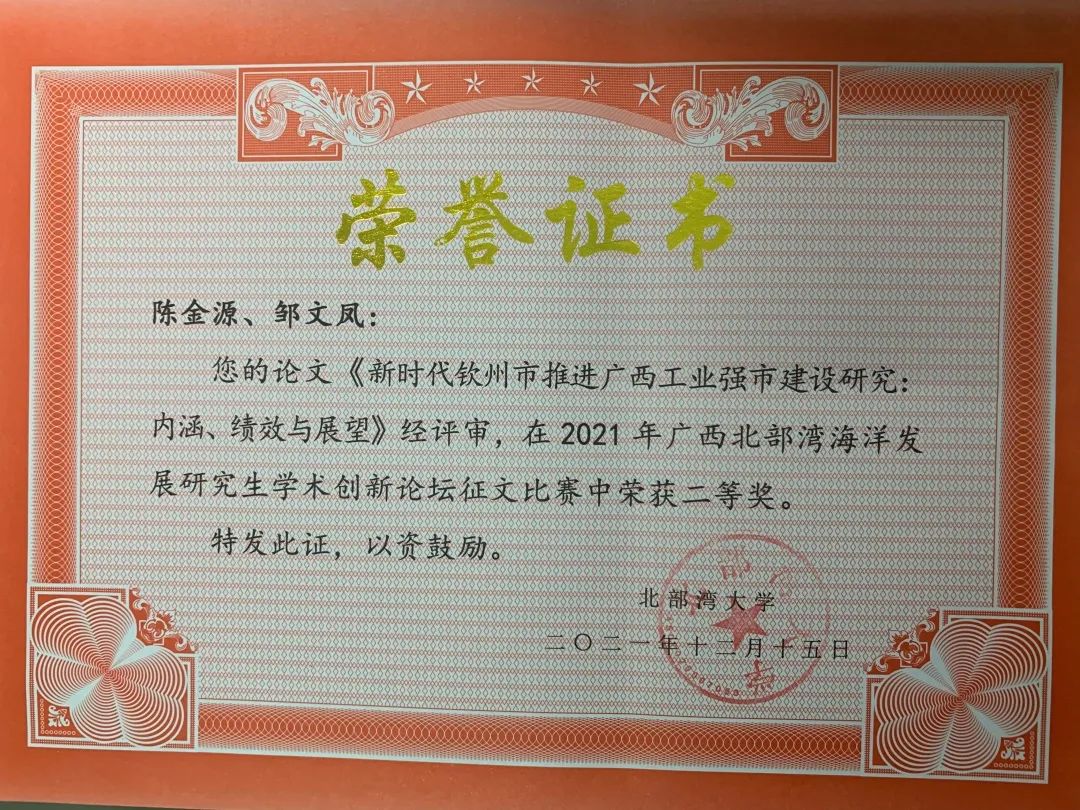 荣誉证书
陈金源、邹文凤：
您的论文《新时代钦州市推进广西工业强市建设研究：
内涵、绩效与展望》经评审，在 2021 年广西北部湾海洋发
展研究生学术创新论坛征文比赛中荣获二等奖。
特发此证，以资鼓励。
北部湾大学
二〇二一年十二月十五日